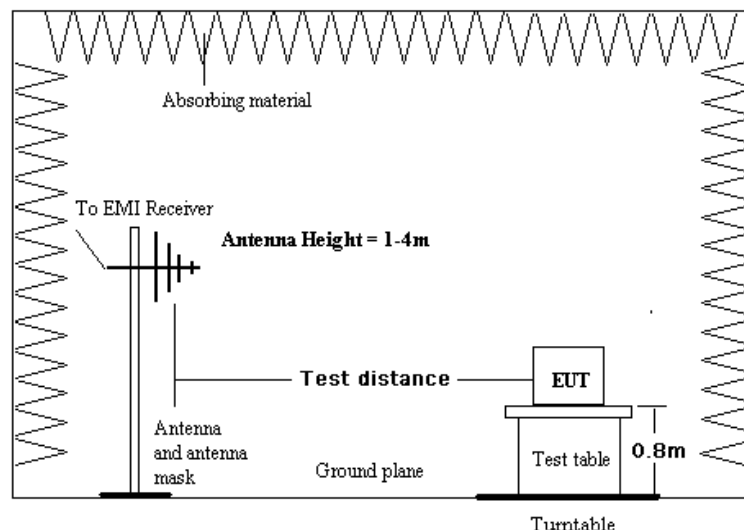 Absorbing material
To EMI Receiver
Antenna Height = 1-4m
Test distance
EUT
Antenna
and antenna
mask
Ground plane
Test table
0.8m
Turntable